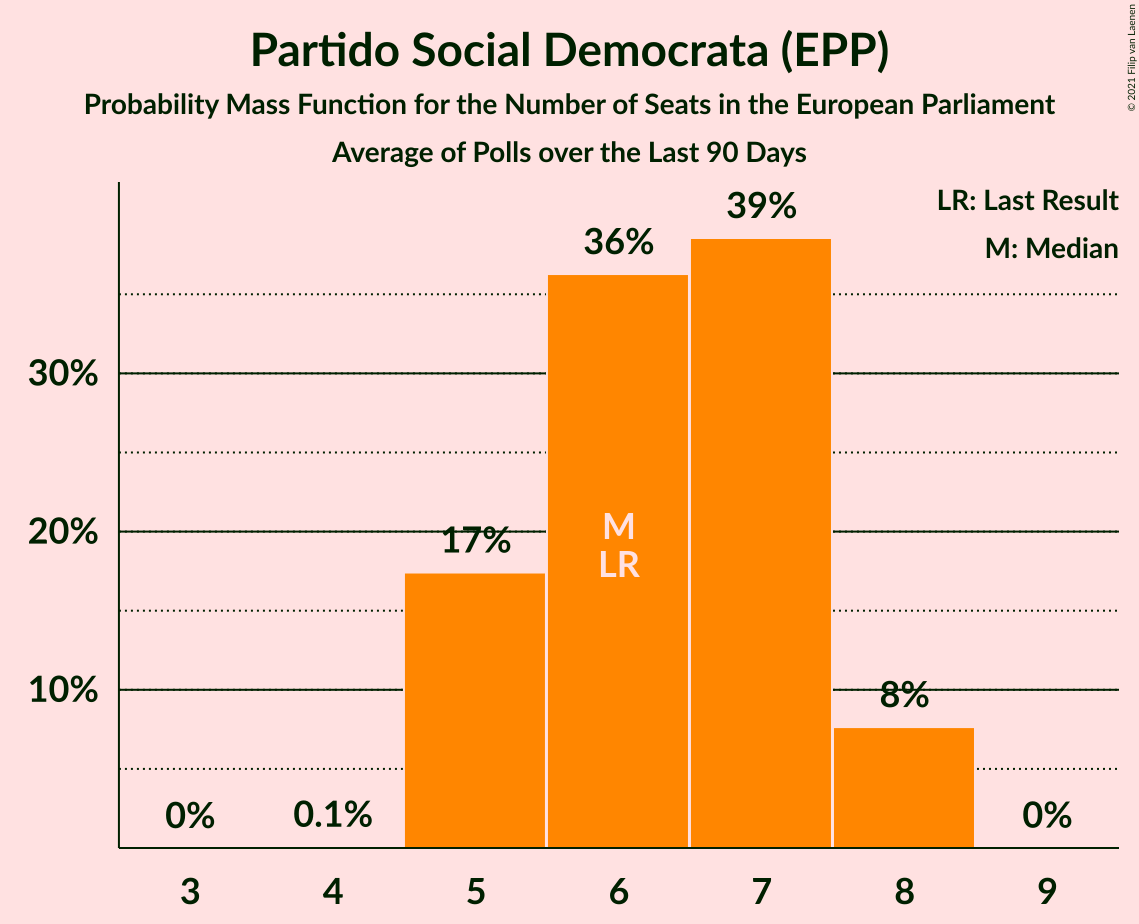 Partido Social Democrata (EPP)
Probability Mass Function for the Number of Seats in the European Parliament
Average of Polls over the Last 90 Days
© 2021 Filip van Laenen
LR: Last Result
M: Median
39%
36%
30%
20%
17%
M
LR
10%
8%
0%
0.1%
0%
3
4
5
6
7
8
9